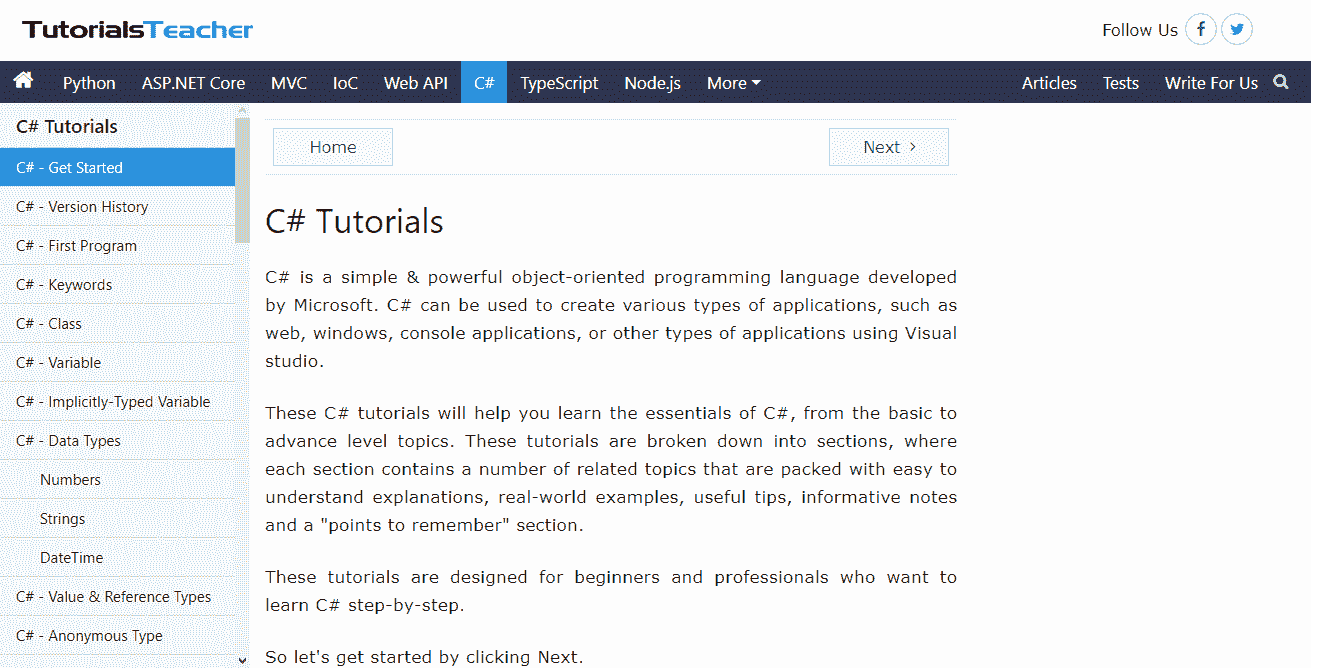 TutorialsTeacher
Follow Us
Python ASP.NET Core MVC IoC Web API C# TypeScript Node.js More Articles Tests Write For Us
C# Tutorials
C# - Get Started
C# - Version History
C# - First Program
C# - Keywords
C# - Class
C# - Variable
C# - Implicitly-Typed Variable
C# - Data Types
Numbers
Strings
DateTime
C# - Value & Reference Types
C# - Anonymous Type
Home
Next >
C# Tutorials
C# is a simple & powerful object-oriented programming language developed
by Microsoft. C# can be used to create various types of applications, such as
web, windows, console applications, or other types of applications using Visual
studio.
These C# tutorials will help you learn the essentials of C#, from the basic to
advance level topics. These tutorials are broken down into sections, where
each section contains a number of related topics that are packed with easy to
understand explanations, real-world examples, useful tips, informative notes
and a "points to remember" section.
These tutorials are designed for beginners and professionals who want to
learn C# step-by-step.
So let's get started by clicking Next.